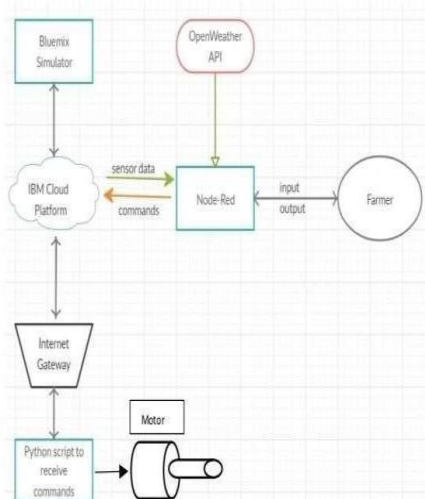 Bluemix
Simulator
OpenWeather
API
sensor data
IBM Cloud
Platform
commands
Node-Red
input
output
Farmer
Internet
Gateway
Motor
Python script to
receive
commands